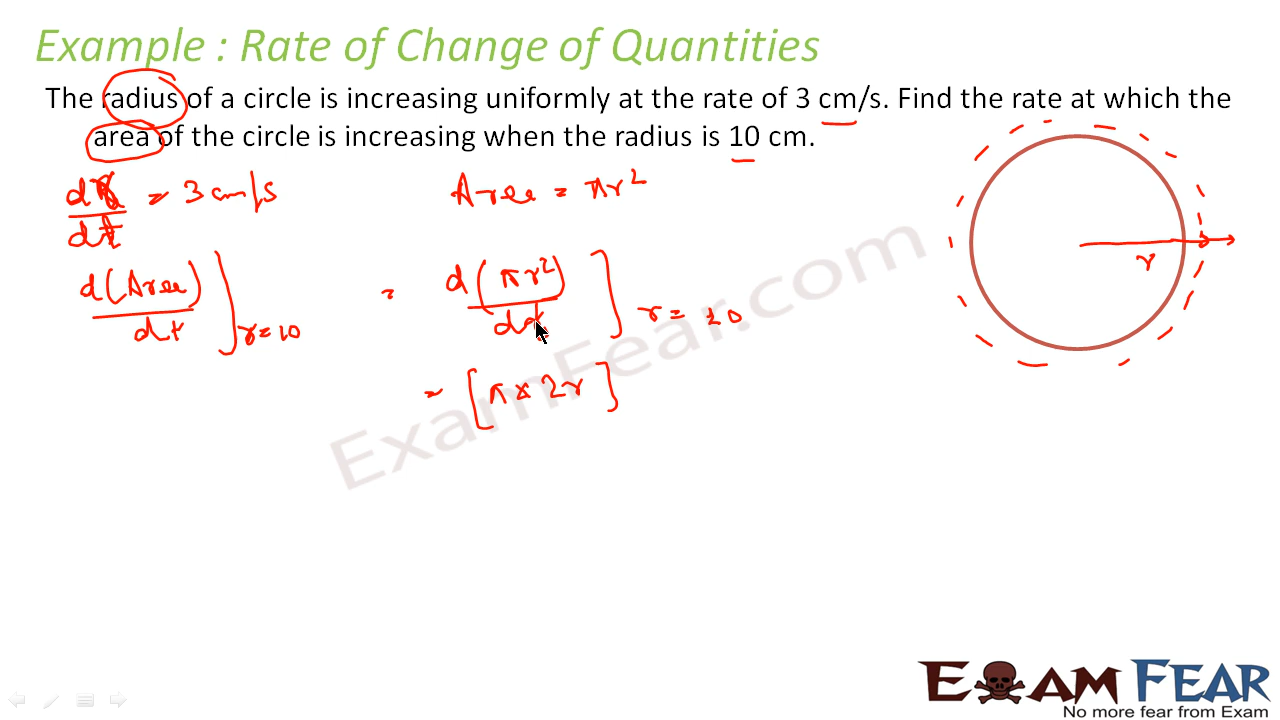 Example : Rate of Change of Quantities
The radius of a circle is increasing uniformly at the rate of 3 cm/s. Find the rate at which the
area of the circle is increasing when the radius is 10 cm.
= 3 cm/s
Area = πr²
d(Area)
dt
r=10
=
d(πr²)
dt
r = 10
= [π × 2r]
r
ExamFear.com
EXAM FEAR
No more fear from Exam